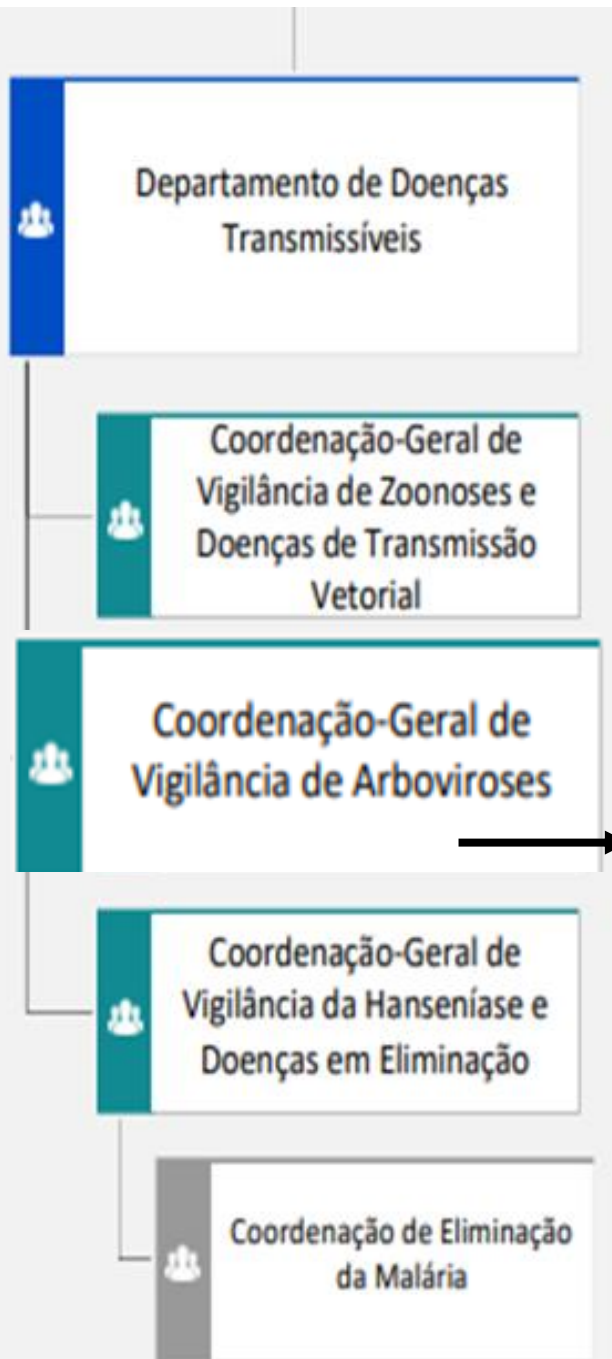 Departamento de Doenças
Transmissíveis
Coordenação-Geral de
Vigilância de Zoonoses e
Doenças de Transmissão
Vetorial
Coordenação-Geral de
Vigilância de Arboviroses
Coordenação-Geral de
Vigilância da Hanseníase e
Doenças em Eliminação
Coordenação de Eliminação
da Malária